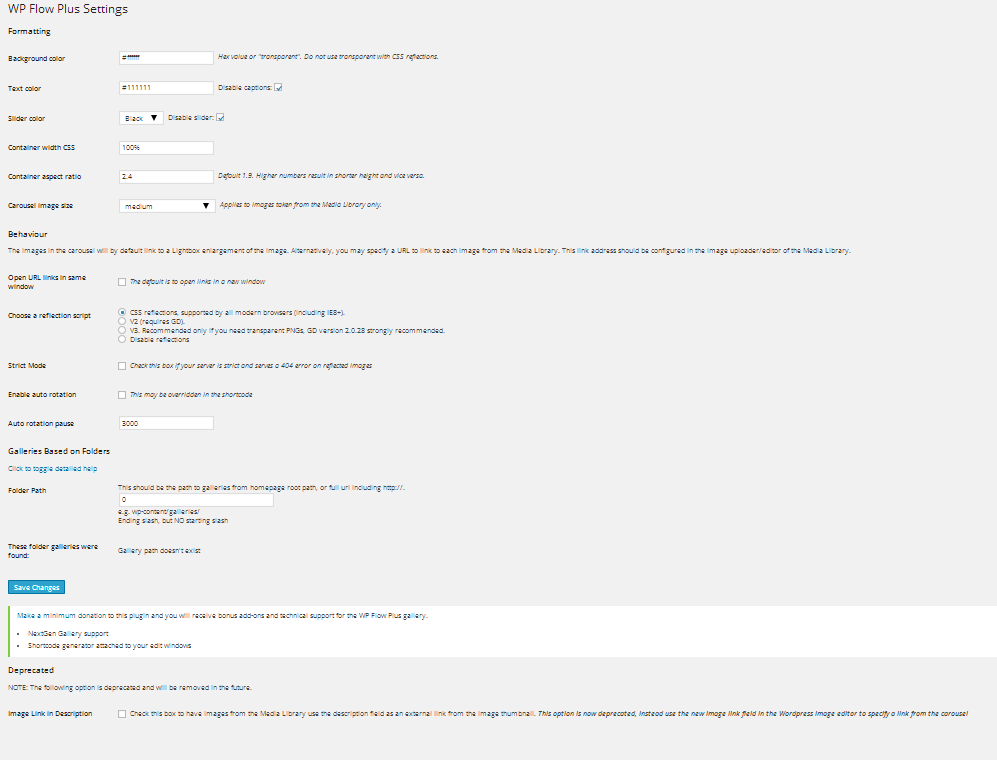 WP Flow Plus Settings
Formatting
Background color #ffffff Hex value or "transparent". Do not use transparent with CSS reflections.
Text color #111111 Disable captions:
Slider color Black Disable slider:
Container width CSS 100%
Container aspect ratio 2.4 Default 1.9. Higher numbers result in shorter height and vice versa.
Carousel image size medium Applies to images taken from the Media Library only.
Behaviour
The images in the carousel will by default link to a Lightbox enlargement of the image. Alternatively, you may specify a URL to link to each image from the Media Library. This link address should be configured in the image uploader/editor of the Media Library.
Open URL links in same
window
The default is to open links in a new window
Choose a reflection script
CSS reflections, supported by all modern browsers (including IE8+).
V2 (requires GD).
V3. Recommended only if you need transparent PNGs, GD version 2.0.28 strongly recommended.
Disable reflections
Strict Mode Check this box if your server is strict and serves a 404 error on reflected images
Enable auto rotation This may be overridden in the shortcode
Auto rotation pause 3000
Galleries Based on Folders
Click to toggle detailed help
Folder Path This should be the path to galleries from homepage root path, or full url including http://.
0
e.g. wp-content/galleries/
Ending slash, but NO starting slash
These folder galleries were
found:
Gallery path doesn't exist
Save Changes
Make a minimum donation to this plugin and you will receive bonus add-ons and technical support for the WP Flow Plus gallery.
• NextGen Gallery support
• Shortcode generator attached to your edit windows
Deprecated
NOTE: The following option is deprecated and will be removed in the future.
Image Link in Description Check this box to have images from the Media Library use the description field as an external link from the image thumbnail. This option is now deprecated, instead use the new image link field in the Wordpress image editor to specify a link from the carousel